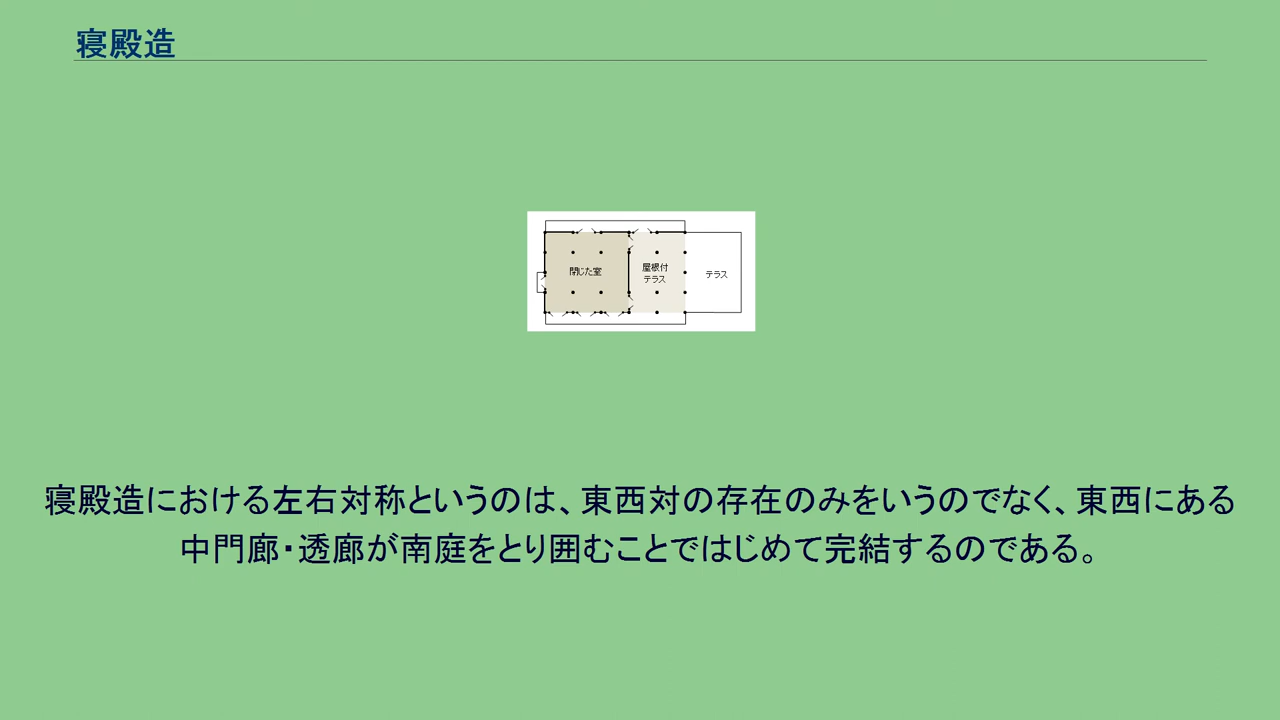 寝殿造
閉じた室
屋根付
テラス
テラス
寝殿造における左右対称というのは、東西対の存在のみをいうのでなく、東西にある
中門廊・透廊が南庭をとり囲むことではじめて完結するのである。